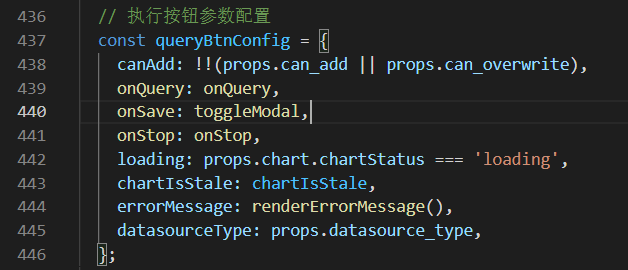 436 // 执行按钮参数配置
437 const queryBtnConfig = {
438 canAdd: !!(props.can_add || props.can_overwrite),
439 onQuery: onQuery,
440 onSave: toggleModal,
441 onStop: onStop,
442 loading: props.chart.chartStatus === 'loading',
443 chartIsStale: chartIsStale,
444 errorMessage: renderErrorMessage(),
445 datasourceType: props.datasource_type,
446 };